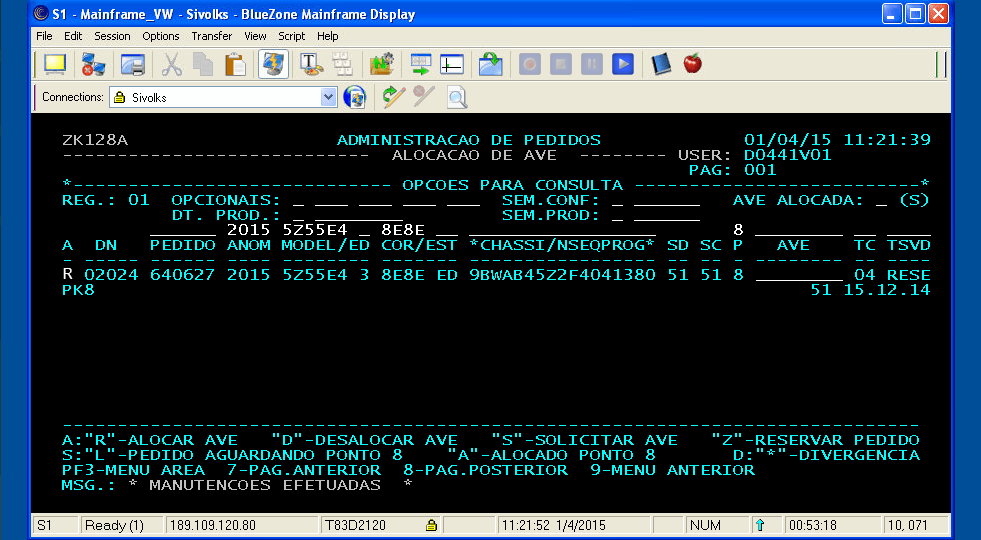 S1 - Mainframe_VW - Sivolks - BlueZone Mainframe Display
File Edit Session Options Transfer View Script Help
Connections: Sivolks
ZK128A ADMINISTRACAO DE PEDIDOS 01/04/15 11:21:39
---------------------------- ALOCACAO DE AVE -------- USER: D0441V01
PAG: 001
*----------------------------- OPCOES PARA CONSULTA --------------------------*
REG.: 01 OPCIONAIS: _ ___ ___ ___ ___ SEM.CONF: _ ______ AVE ALOCADA: _ (S)
DT. PROD.: _ ________ SEM.PROD: _ ______
______ 2015 5Z55E4 _ 8E8E __ _________________ 8 ________ __ ____
A DN PEDIDO ANOM MODEL/ED COR/EST *CHASSI/NSEQPROG* SD SC P AVE TC TSVD
- ----- ------ ---- ------ - ---- -- ----------------- -- -- - -------- -- ----
R 02024 640627 2015 5Z55E4 3 8E8E ED 9BWAB45Z2F4041380 51 51 8 ________ 04 RESE
PK8 51 15.12.14
------------------------------------------------------------------------------
A:"R"-ALOCAR AVE "D"-DESALOCAR AVE "S"-SOLICITAR AVE "Z"-RESERVAR PEDIDO
S:"L"-PEDIDO AGUARDANDO PONTO 8 "A"-ALOCADO PONTO 8 D:"*"-DIVERGENCIA
PF3-MENU AREA 7-PAG.ANTERIOR 8-PAG.POSTERIOR 9-MENU ANTERIOR
MSG.: * MANUTENCOES EFETUADAS *
S1 Ready (1) 189.109.120.80 T83D2120 11:21:52 1/4/2015 NUM 00:53:18 10, 071